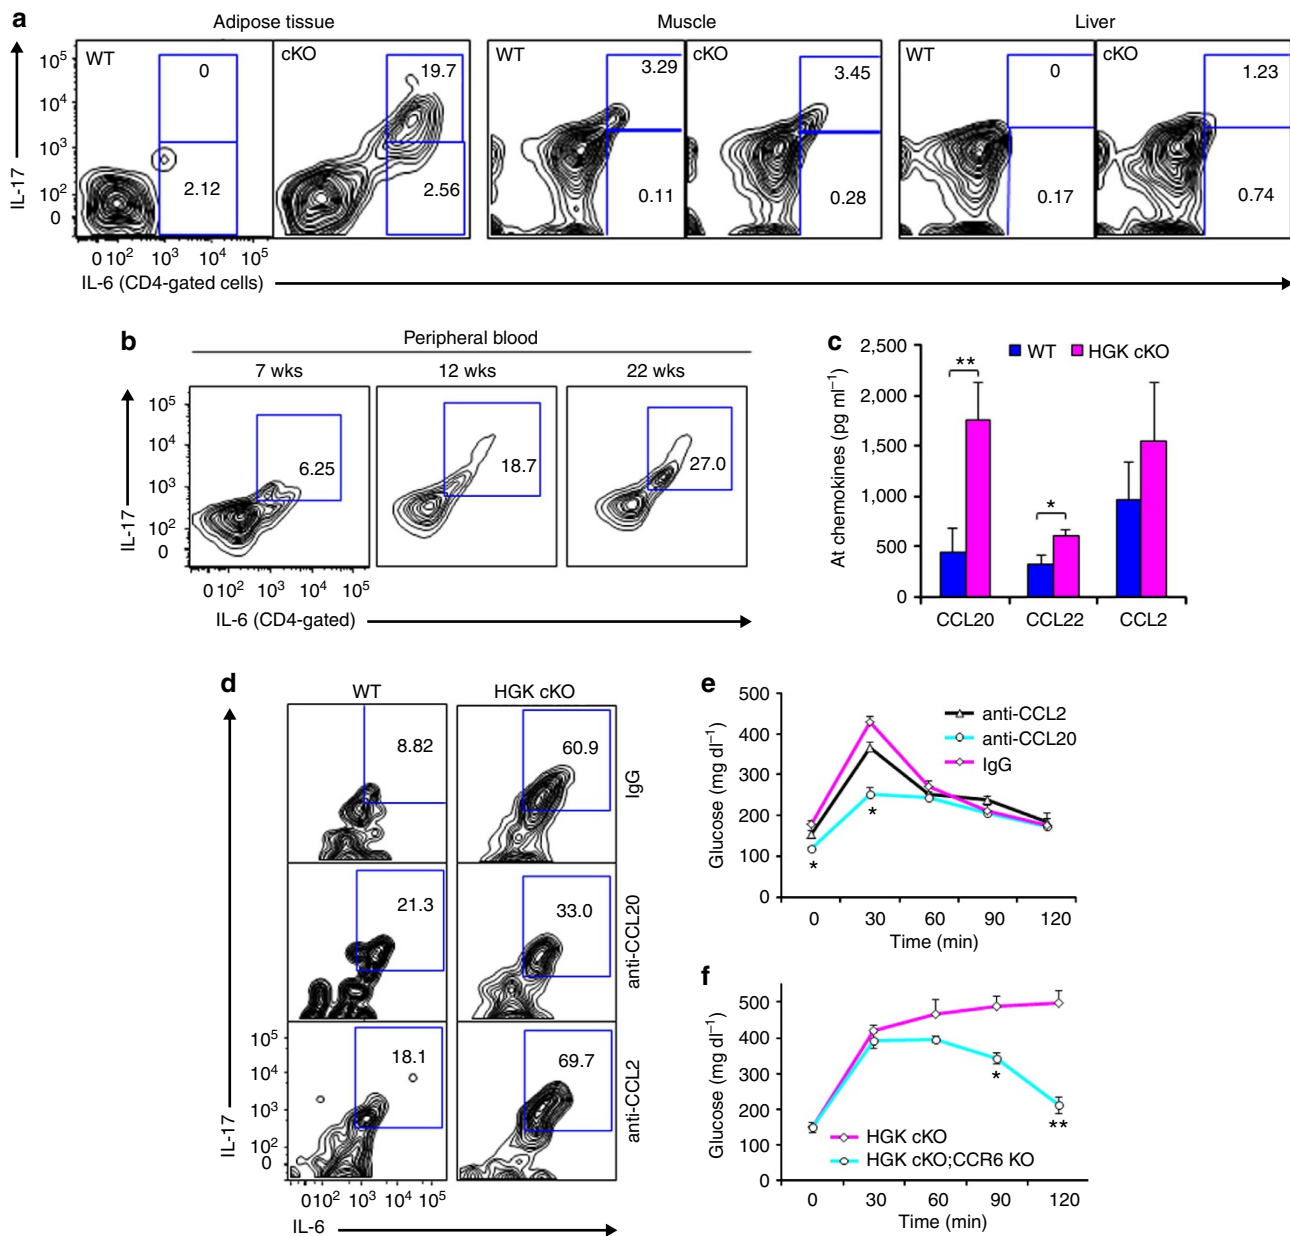 a
Adipose tissue
Muscle
Liver
WT
cKO
WT
cKO
WT
cKO
0
19.7
3.29
3.45
0
1.23
2.12
2.56
0.11
0.28
0.17
0.74
10⁵
10⁴
10³
10²
0
IL-17
0 10² 10³ 10⁴ 10⁵
IL-6 (CD4-gated cells)
b
Peripheral blood
7 wks
12 wks
22 wks
10⁵
10⁴
10³
10²
0
IL-17
6.25
18.7
27.0
0 10² 10³ 10⁴ 10⁵
IL-6 (CD4-gated)
c
2,500
2,000
1,500
1,000
500
0
At chemokines (pg ml⁻¹)
WT
HGK cKO
**
*
CCL20
CCL22
CCL2
d
WT
HGK cKO
8.82
60.9
IgG
21.3
33.0
anti-CCL20
18.1
69.7
anti-CCL2
10⁵
10⁴
10³
10²
0
IL-17
0 10² 10³ 10⁴ 10⁵
IL-6
e
500
400
300
200
100
0
Glucose (mg dl⁻¹)
anti-CCL2
anti-CCL20
IgG
*
*
0 30 60 90 120
Time (min)
f
500
400
300
200
100
0
Glucose (mg dl⁻¹)
*
**
HGK cKO
HGK cKO;CCR6 KO
0 30 60 90 120
Time (min)